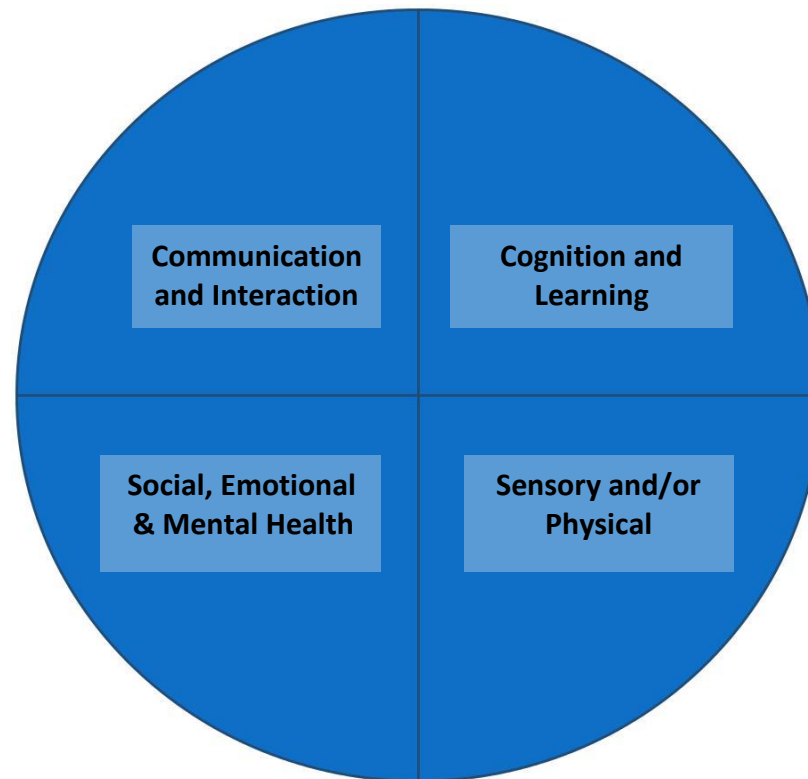 Communication
and Interaction
Cognition and
Learning
Social, Emotional
& Mental Health
Sensory and/or
Physical